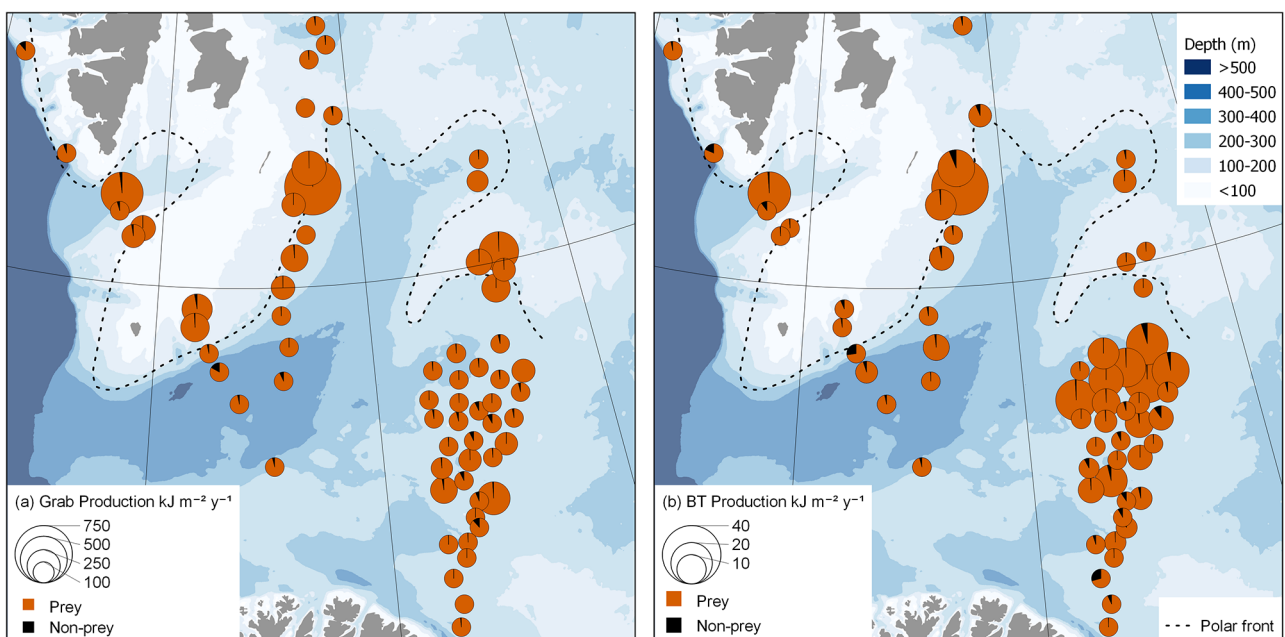 (a) Grab Production kJ m⁻² y⁻¹
750
500
250
100
Prey
Non-prey
(b) BT Production kJ m⁻² y⁻¹
40
20
10
Prey
Non-prey
Depth (m)
>500
400-500
300-400
200-300
100-200
<100
Polar front